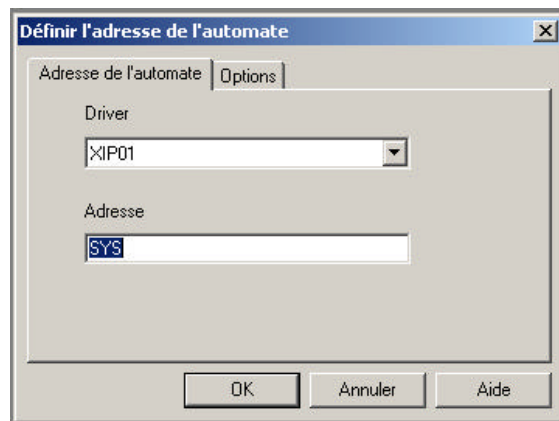 Définir l'adresse de l'automate
Adresse de l'automate Options
Driver
XIP01
Adresse
SYS
OK Annuler Aide